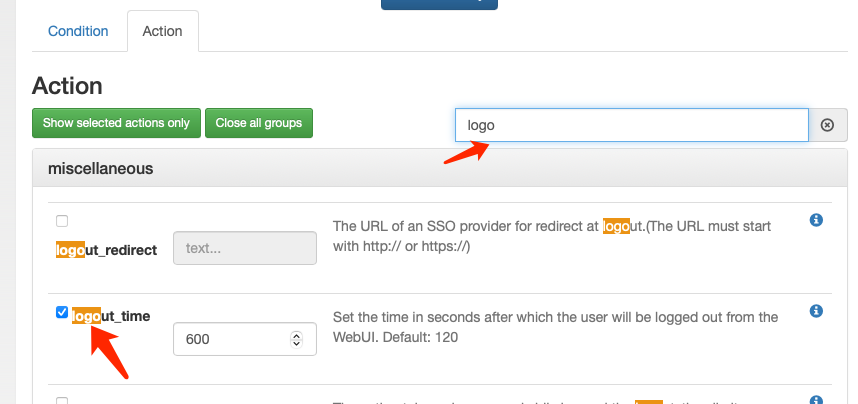 Condition
Action
Action
Show selected actions only
Close all groups
logo
miscellaneous
logout_redirect
text...
The URL of an SSO provider for redirect at logout.(The URL must start
with http:// or https://)
logout_time
600
Set the time in seconds after which the user will be logged out from the
WebUI. Default: 120